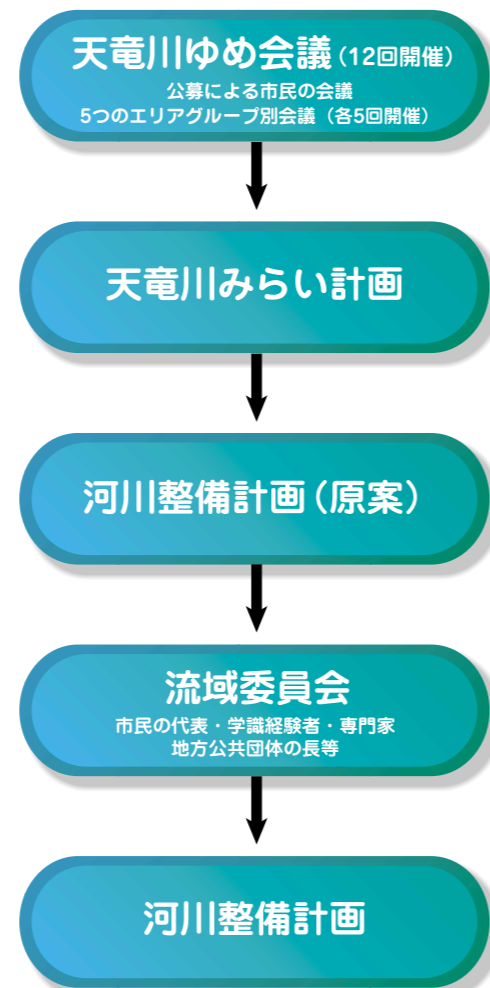 天竜川ゆめ会議（12回開催）
公募による市民の会議
5つのエリアグループ別会議（各5回開催）
天竜川みらい計画
河川整備計画（原案）
流域委員会
市民の代表・学識経験者・専門家
地方公共団体の長等
河川整備計画